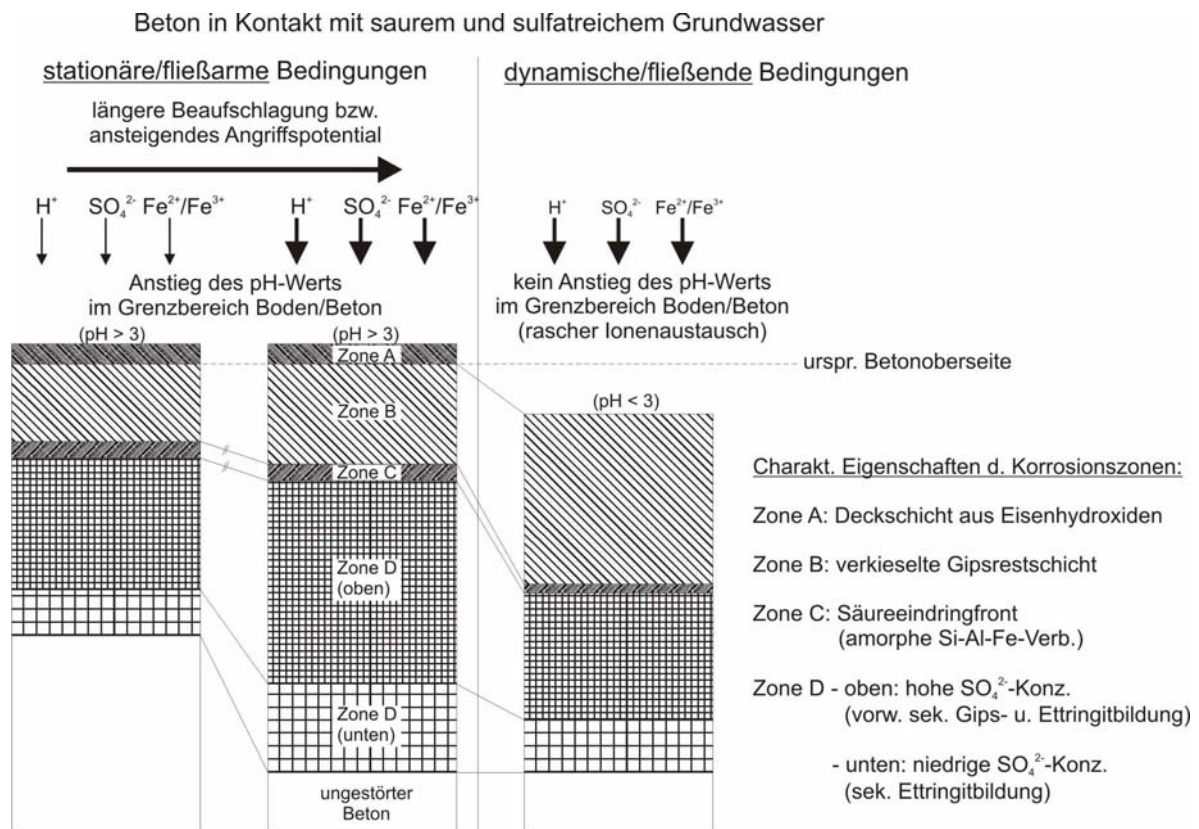 Beton in Kontakt mit saurem und sulfatreichem Grundwasser
stationäre/fließarme Bedingungen
längere Beaufschlagung bzw.
ansteigendes Angriffspotential
H⁺ SO₄²⁻ Fe²⁺/Fe³⁺
H⁺ SO₄²⁻ Fe²⁺/Fe³⁺
Anstieg des pH-Werts
im Grenzbereich Boden/Beton
(pH > 3)
(pH > 3)
Zone A
Zone B
Zone C
Zone D
(oben)
Zone D
(unten)
ungestörter
Beton
dynamische/fließende Bedingungen
H⁺ SO₄²⁻ Fe²⁺/Fe³⁺
kein Anstieg des pH-Werts
im Grenzbereich Boden/Beton
(rascher Ionenaustausch)
urspr. Betonoberseite
(pH < 3)
Charakt. Eigenschaften d. Korrosionszonen:
Zone A: Deckschicht aus Eisenhydroxiden
Zone B: verkieselte Gipsrestschicht
Zone C: Säureeindringfront
(amorphe Si-Al-Fe-Verb.)
Zone D - oben: hohe SO₄²⁻-Konz.
(vorw. sek. Gips- u. Ettringitbildung)
- unten: niedrige SO₄²⁻-Konz.
(sek. Ettringitbildung)